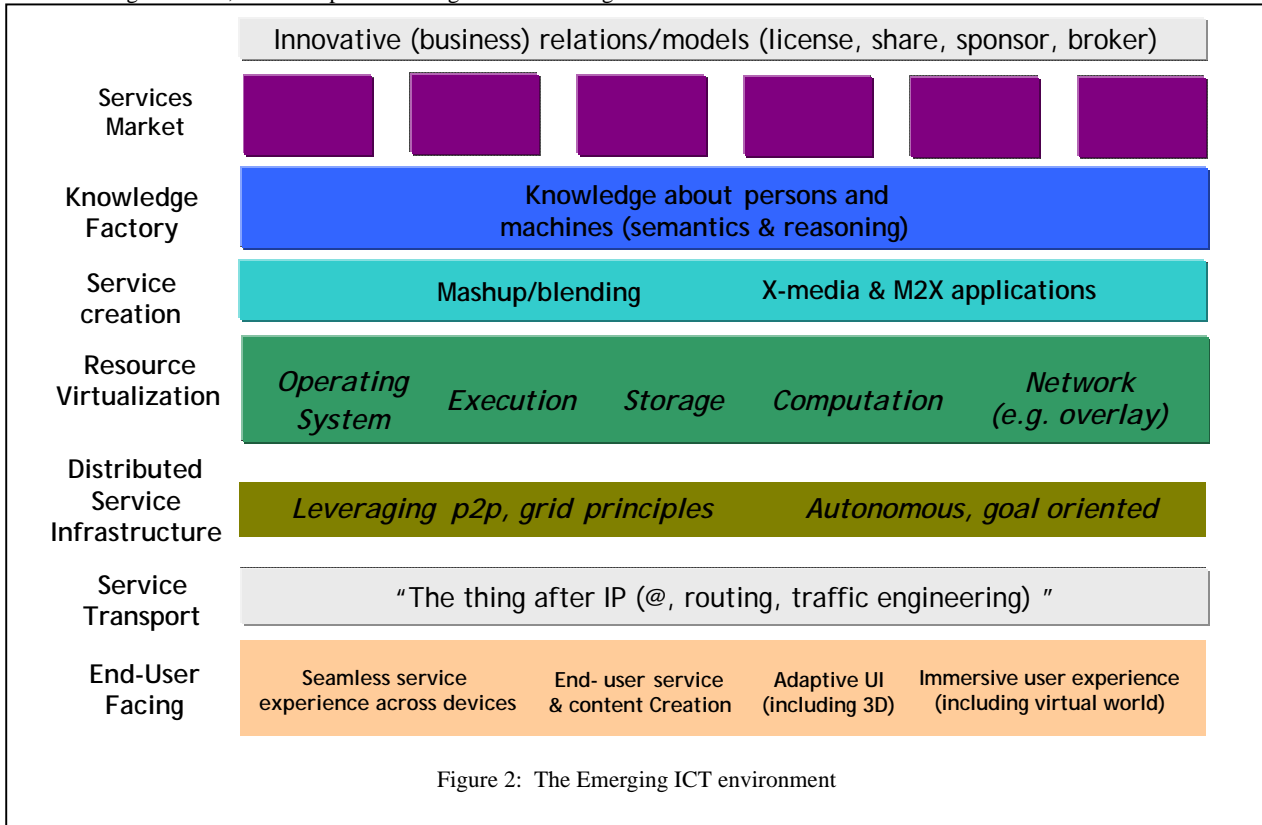 Innovative (business) relations/models (license, share, sponsor, broker)
Services
Market
Knowledge
Factory
Knowledge about persons and
machines (semantics & reasoning)
Service
creation
Mashup/blending
X-media & M2X applications
Resource
Virtualization
Operating
System
Execution
Storage
Computation
Network
(e.g. overlay)
Distributed
Service
Infrastructure
Leveraging p2p, grid principles
Autonomous, goal oriented
Service
Transport
"The thing after IP (@, routing, traffic engineering) "
End-User
Facing
Seamless service
experience across devices
End- user service
& content Creation
Adaptive UI
(including 3D)
Immersive user experience
(including virtual world)
Figure 2: The Emerging ICT environment